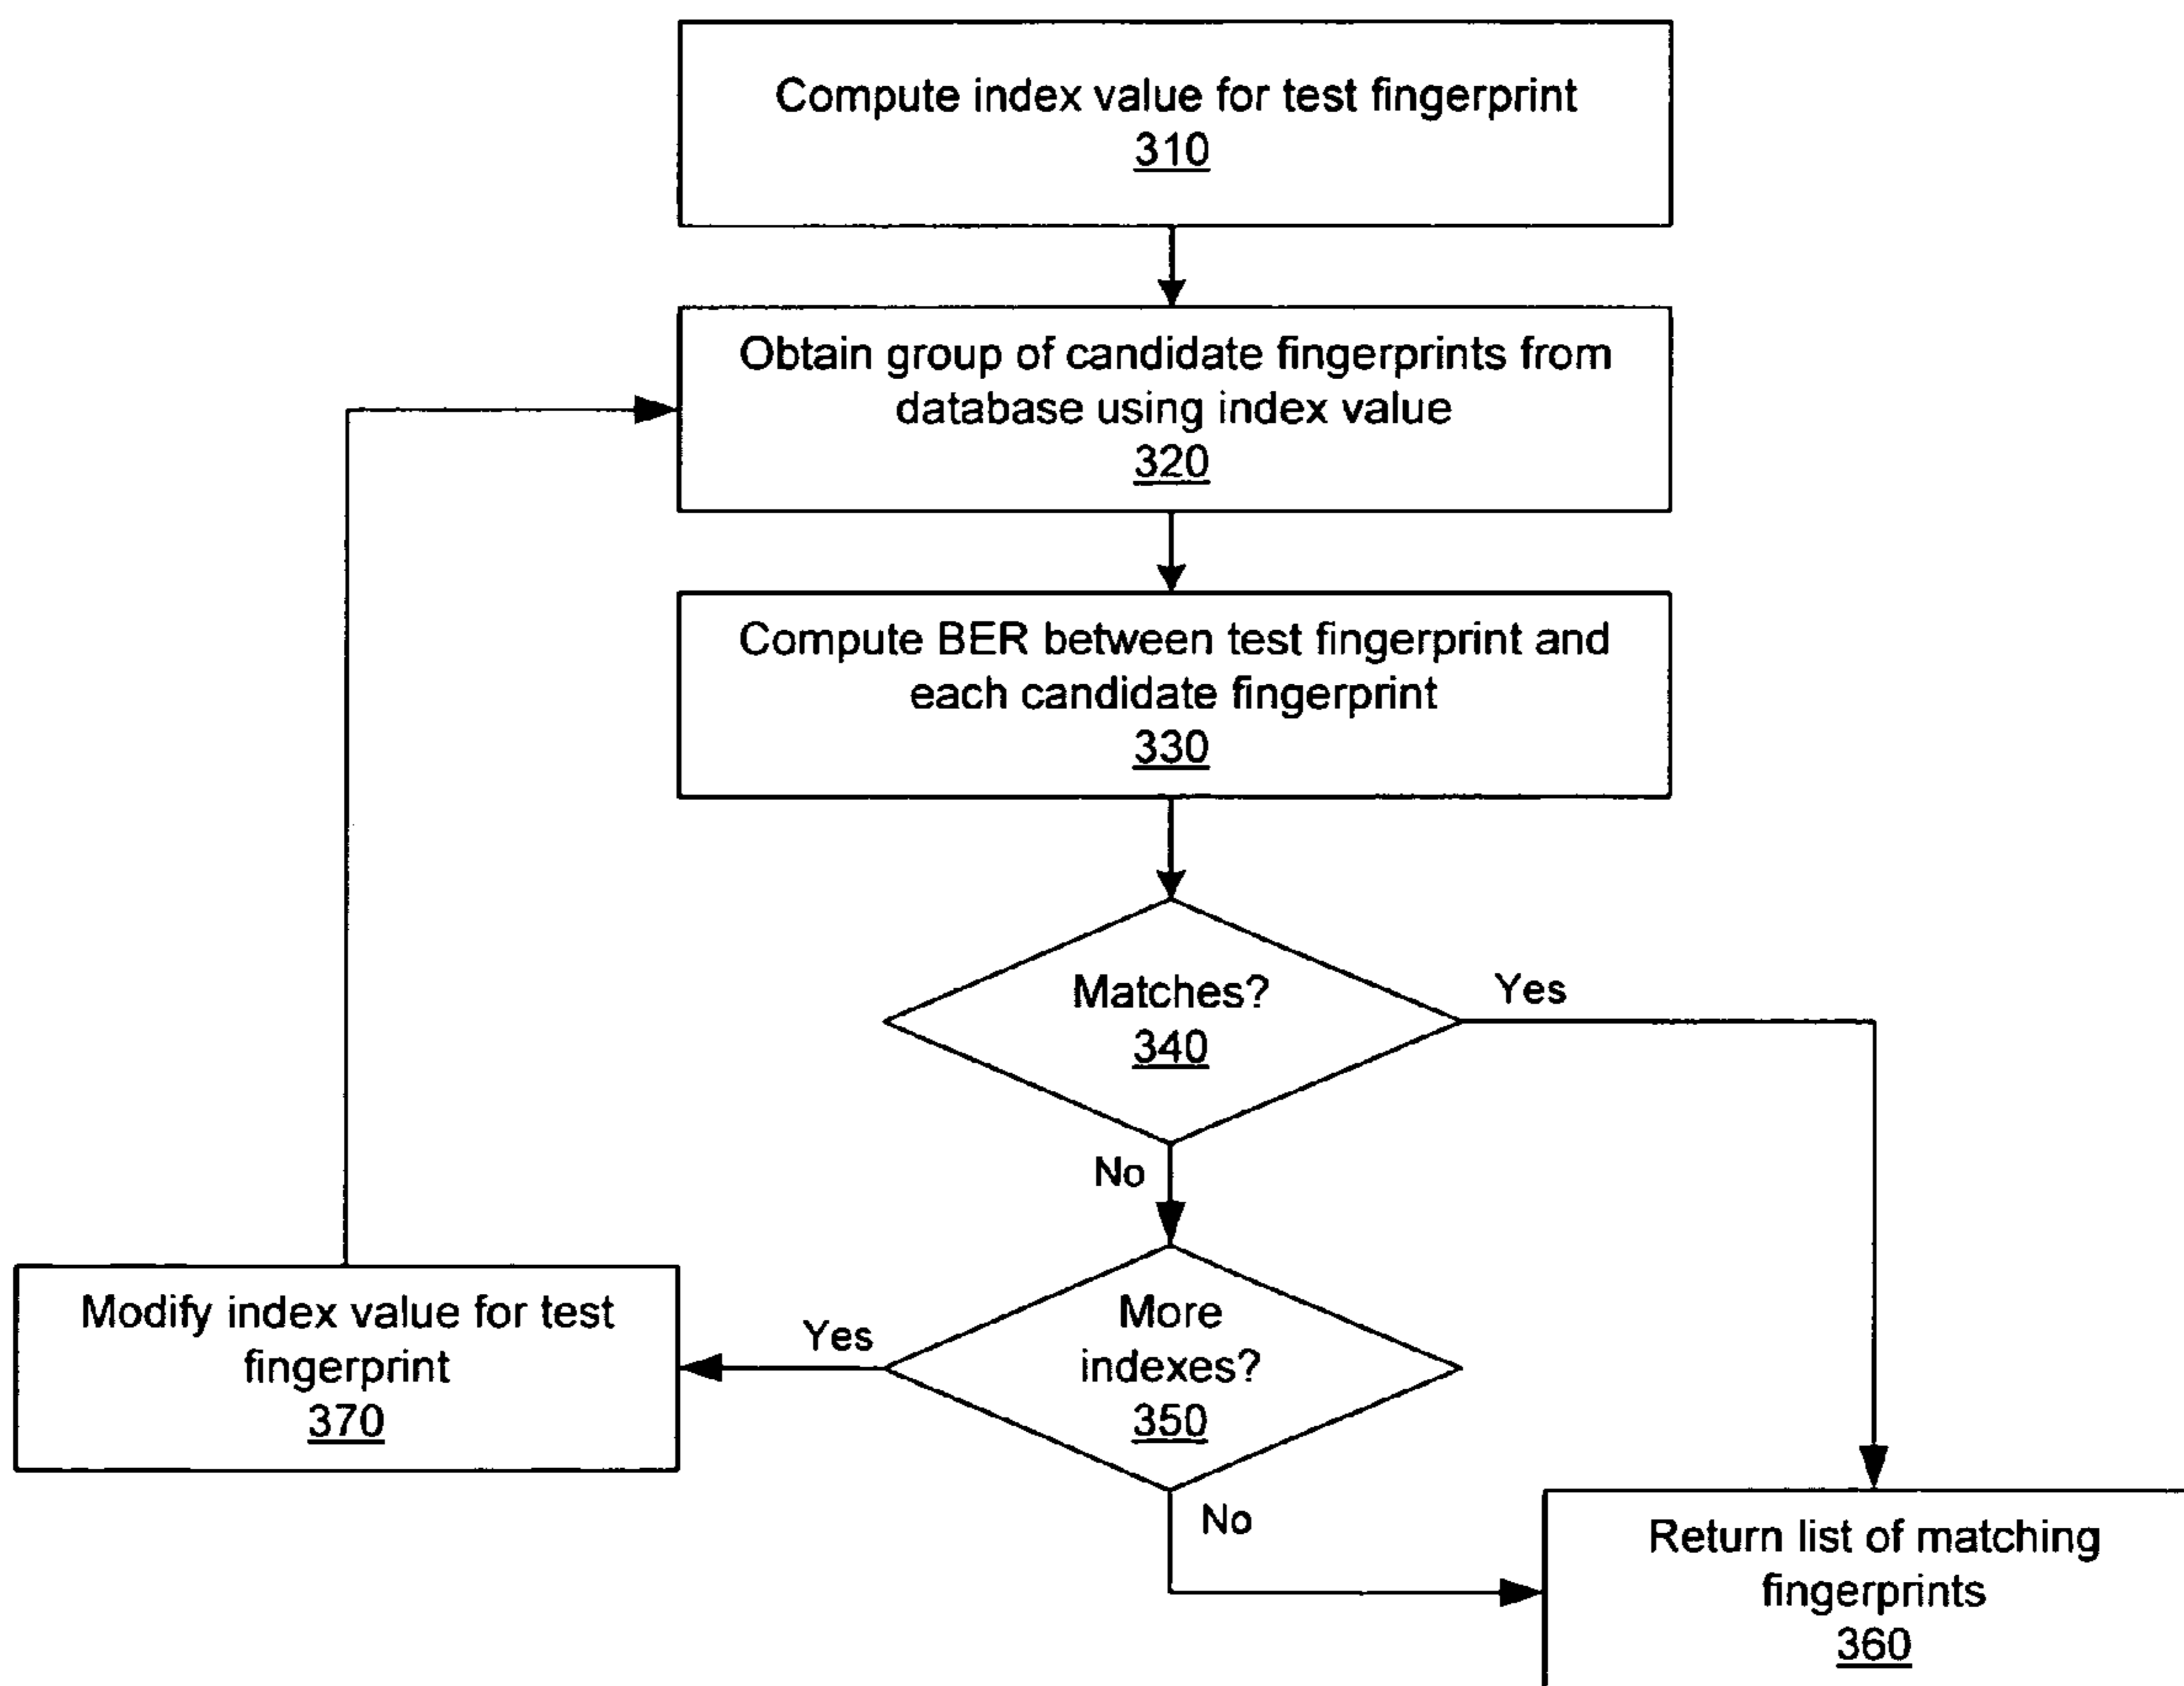 Compute index value for test fingerprint
310
Obtain group of candidate fingerprints from
database using index value
320
Compute BER between test fingerprint and
each candidate fingerprint
330
Matches?
340
Yes
No
More
indexes?
350
Yes
Modify index value for test
fingerprint
370
No
Return list of matching
fingerprints
360